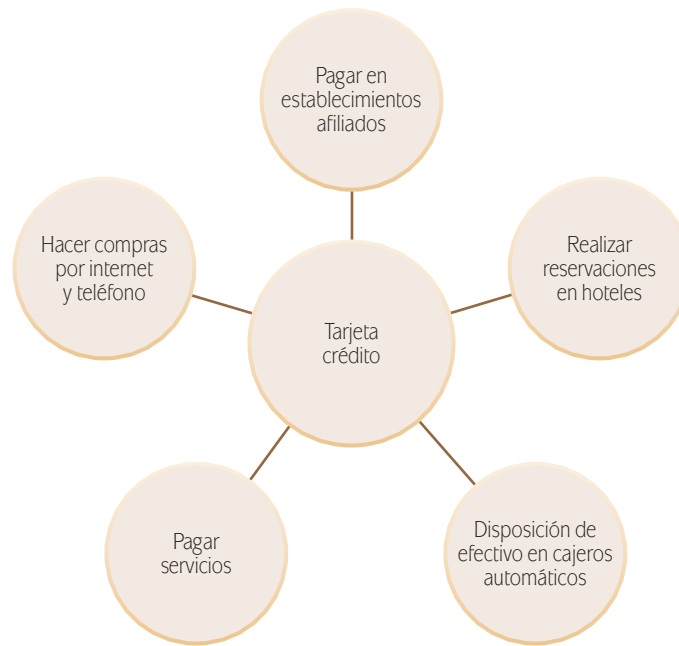 Pagar en
establecimientos
afiliados
Hacer compras
por internet
y teléfono
Realizar
reservaciones
en hoteles
Tarjeta
crédito
Pagar
servicios
Disposición de
efectivo en cajeros
automáticos